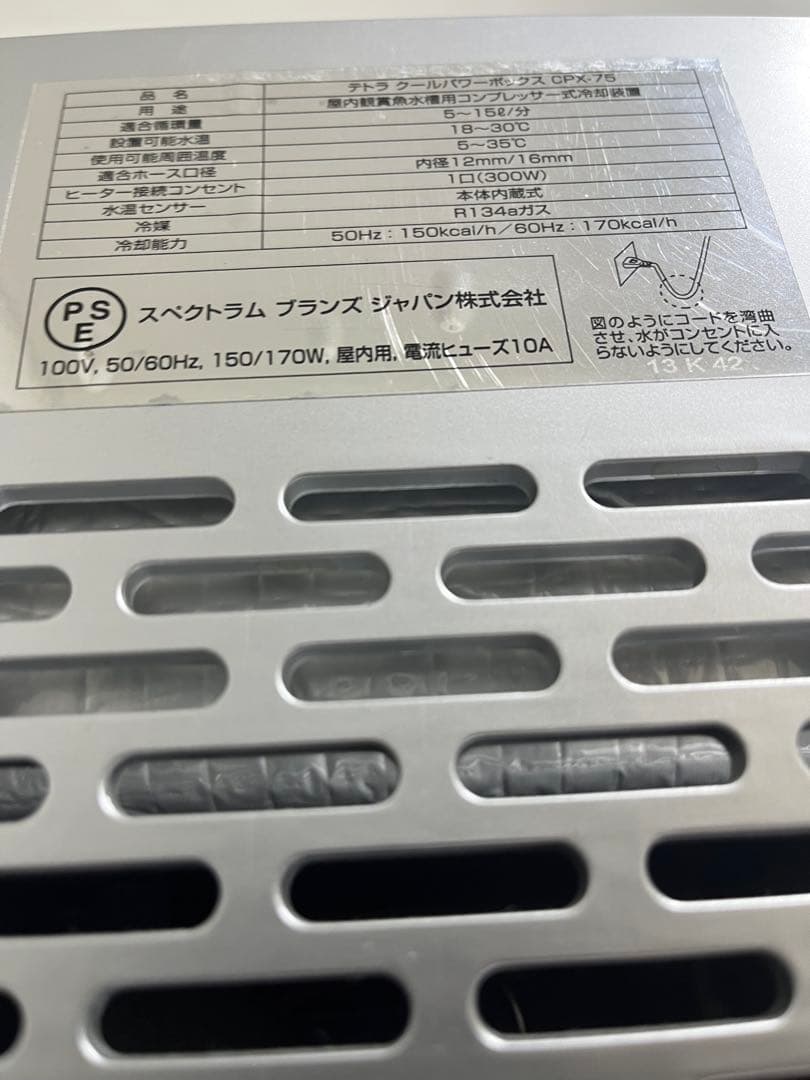 品名 テトラ クールパワーボックス CPX-75
用途 屋内観賞魚水槽用コンプレッサー式冷却装置
適合循環量 5～15ℓ/分
設置可能水温 18～30℃
使用可能周囲温度 5～35℃
適合ホース口径 内径12mm/16mm
ヒーター接続コンセント 1口(300W)
水温センサー 本体内蔵式
冷媒 R134aガス
冷却能力 50Hz：150kcal/h／60Hz：170kcal/h
PSE スペクトラム ブランズ ジャパン株式会社
100V, 50/60Hz, 150/170W, 屋内用, 電流ヒューズ10A
図のようにコードを湾曲
させ、水がコンセントに入
らないようにしてください。
13 K 42